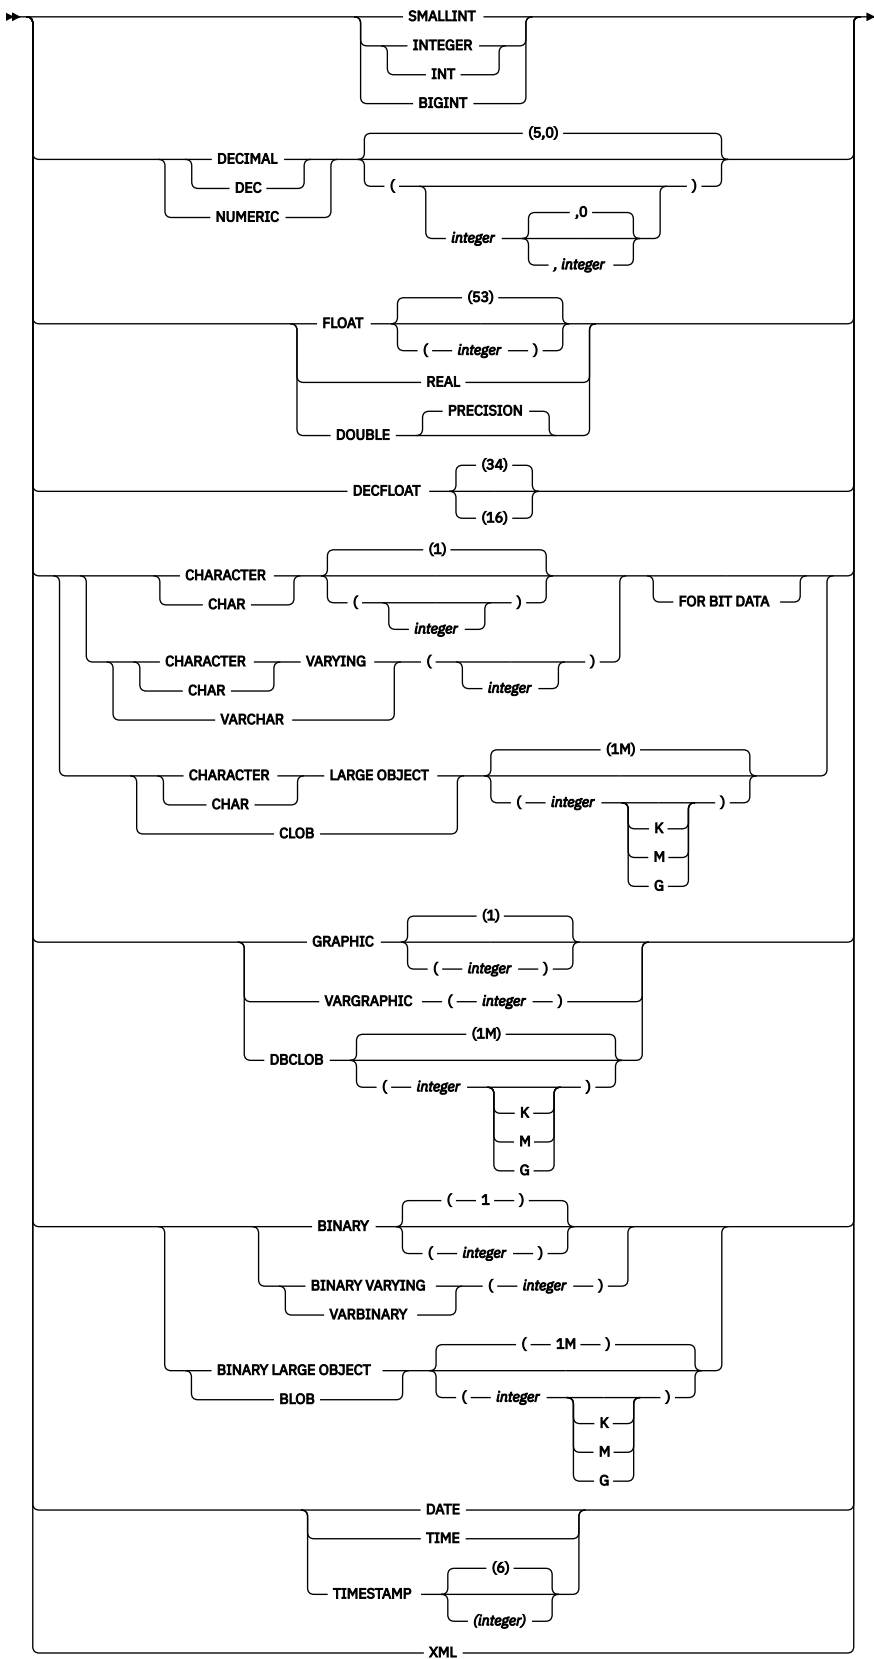 SMALLINT
INTEGER
INT
BIGINT
(5,0)
DECIMAL
( )
DEC
NUMERIC
,0
integer
, integer
(53)
FLOAT
( integer )
REAL
PRECISION
DOUBLE
(34)
DECFLOAT
(16)
(1)
CHARACTER
CHAR ( ) FOR BIT DATA
integer
CHARACTER VARYING ( )
CHAR integer
VARCHAR
(1M)
CHARACTER LARGE OBJECT
CHAR ( integer )
K
CLOB
M
G
(1)
GRAPHIC
( integer )
VARGRAPHIC ( integer )
(1M)
DBCLOB
( integer )
K
M
G
( 1 )
BINARY
( integer )
BINARY VARYING ( integer )
VARBINARY
( 1M )
BINARY LARGE OBJECT
BLOB ( integer )
K
M
G
DATE
TIME
(6)
TIMESTAMP
(integer)
XML